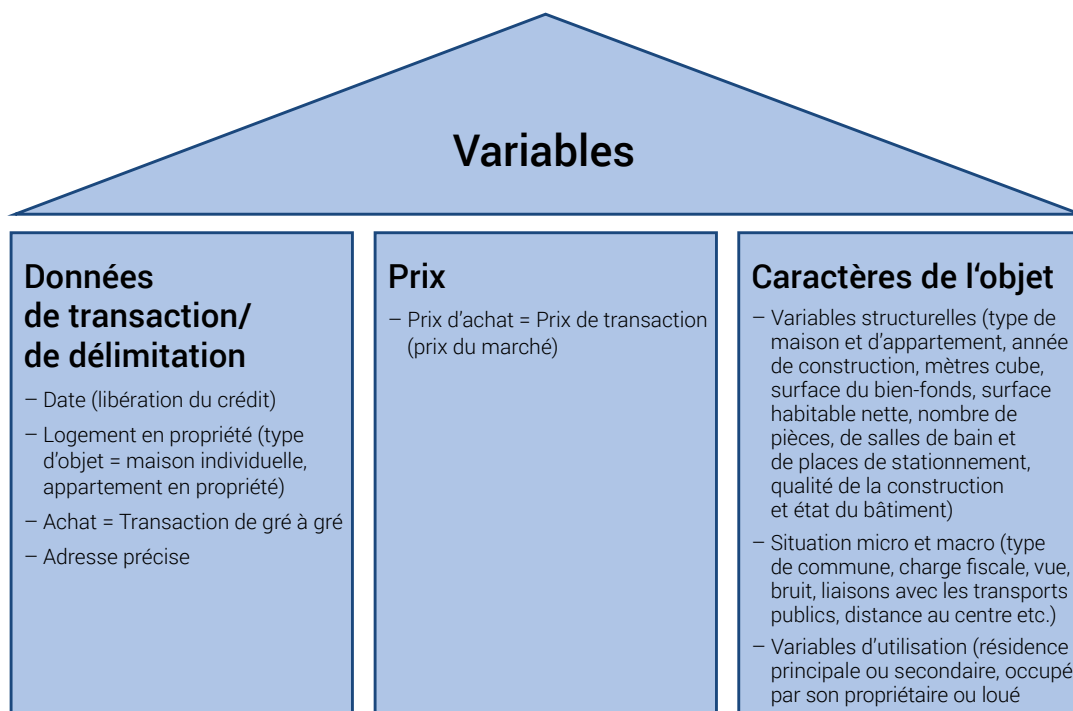 Variables
Données
de transaction/
de délimitation
– Date (libération du crédit)
– Logement en propriété (type
d'objet = maison individuelle,
appartement en propriété)
– Achat = Transaction de gré à gré
– Adresse précise
Prix
– Prix d'achat = Prix de transaction
(prix du marché)
Caractères de l‘objet
– Variables structurelles (type de
maison et d'appartement, année
de construction, mètres cube,
surface du bien-fonds, surface
habitable nette, nombre de
pièces, de salles de bain et
de places de stationnement,
qualité de la construction
et état du bâtiment)
– Situation micro et macro (type
de commune, charge fiscale, vue,
bruit, liaisons avec les transports
publics, distance au centre etc.)
– Variables d'utilisation (résidence
principale ou secondaire, occupé
par son propriétaire ou loué